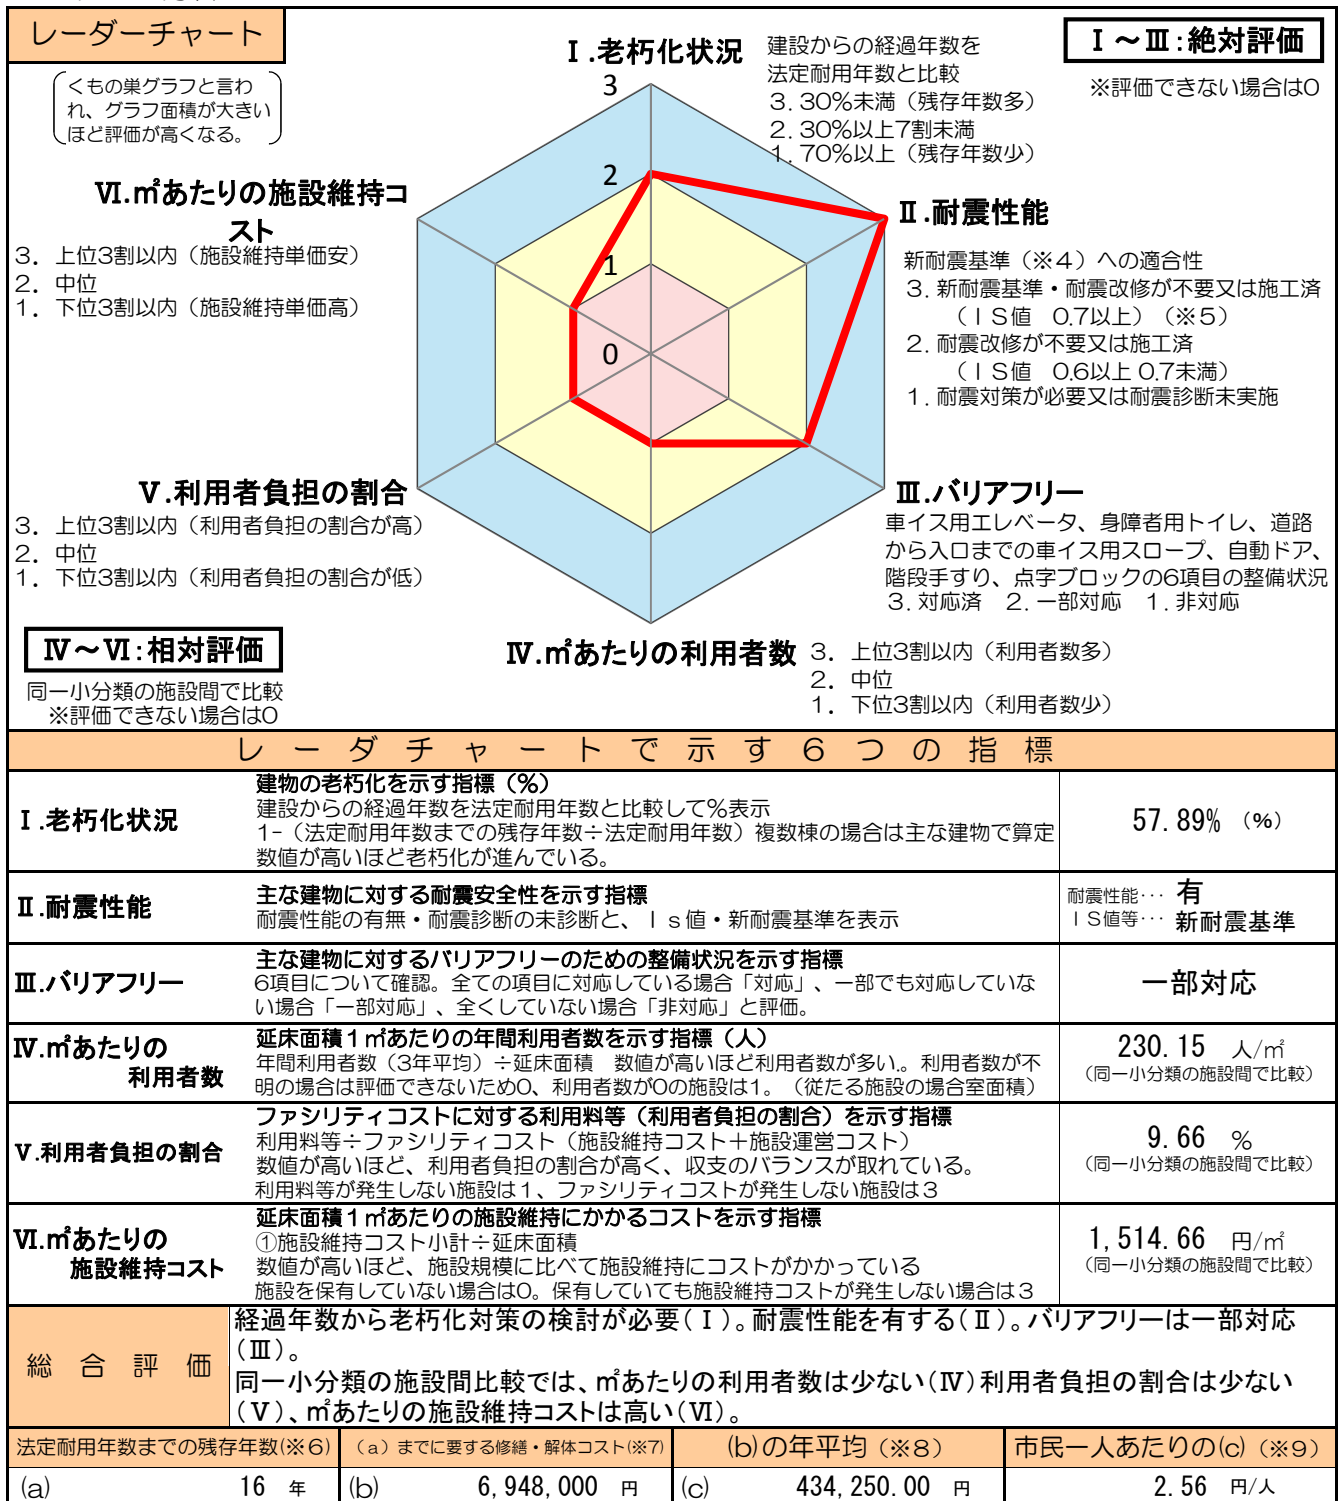 レーダーチャート
くもの巣グラフと言わ
れ、グラフ面積が大きい
ほど評価が高くなる。
Ⅰ.老朽化状況
建設からの経過年数を
法定耐用年数と比較
3. 30%未満（残存年数多）
2. 30%以上7割未満
1. 70%以上（残存年数少）
Ⅰ～Ⅲ:絶対評価
※評価できない場合は0
3
2
1
0
Ⅱ.耐震性能
新耐震基準（※4）への適合性
3. 新耐震基準・耐震改修が不要又は施工済
（ＩＳ値　0.7以上）（※5）
2. 耐震改修が不要又は施工済
（ＩＳ値　0.6以上 0.7未満）
1. 耐震対策が必要又は耐震診断未実施
Ⅵ.㎡あたりの施設維持コ
スト
3. 上位3割以内（施設維持単価安）
2. 中位
1. 下位3割以内（施設維持単価高）
Ⅴ.利用者負担の割合
3. 上位3割以内（利用者負担の割合が高）
2. 中位
1. 下位3割以内（利用者負担の割合が低）
Ⅲ.バリアフリー
車イス用エレベータ、身障者用トイレ、道路
から入口までの車イス用スロープ、自動ドア、
階段手すり、点字ブロックの6項目の整備状況
3. 対応済　2. 一部対応　1. 非対応
Ⅳ～Ⅵ:相対評価
同一小分類の施設間で比較
※評価できない場合は0
Ⅳ.㎡あたりの利用者数
3. 上位3割以内（利用者数多）
2. 中位
1. 下位3割以内（利用者数少）
レーダチャートで示す６つの指標
Ⅰ.老朽化状況
建物の老朽化を示す指標（%）
建設からの経過年数を法定耐用年数と比較して%表示
1-（法定耐用年数までの残存年数÷法定耐用年数）複数棟の場合は主な建物で算定
数値が高いほど老朽化が進んでいる。
57.89% （%）
Ⅱ.耐震性能
主な建物に対する耐震安全性を示す指標
耐震性能の有無・耐震診断の未診断と、Ｉｓ値・新耐震基準を表示
耐震性能… 有
ＩＳ値等… 新耐震基準
Ⅲ.バリアフリー
主な建物に対するバリアフリーのための整備状況を示す指標
6項目について確認。全ての項目に対応している場合「対応」、一部でも対応していな
い場合「一部対応」、全くしていない場合「非対応」と評価。
一部対応
Ⅳ.㎡あたりの
利用者数
延床面積１㎡あたりの年間利用者数を示す指標（人）
年間利用者数（3年平均）÷延床面積　数値が高いほど利用者数が多い。利用者数が不
明の場合は評価できないため0、利用者数が0の施設は1。（従たる施設の場合室面積）
230.15 人/㎡
（同一小分類の施設間で比較）
Ⅴ.利用者負担の割合
ファシリティコストに対する利用料等（利用者負担の割合）を示す指標
利用料等÷ファシリティコスト（施設維持コスト＋施設運営コスト）
数値が高いほど、利用者負担の割合が高く、収支のバランスが取れている。
利用料等が発生しない施設は１、ファシリティコストが発生しない施設は３
9.66 %
（同一小分類の施設間で比較）
Ⅵ.㎡あたりの
施設維持コスト
延床面積１㎡あたりの施設維持にかかるコストを示す指標
①施設維持コスト小計÷延床面積
数値が高いほど、施設規模に比べて施設維持にコストがかかっている
施設を保有していない場合は0。保有していても施設維持コストが発生しない場合は３
1,514.66 円/㎡
（同一小分類の施設間で比較）
総合評価
経過年数から老朽化対策の検討が必要(Ⅰ)。耐震性能を有する(Ⅱ)。バリアフリーは一部対応
(Ⅲ)。
同一小分類の施設間比較では、㎡あたりの利用者数は少ない(Ⅳ)利用者負担の割合は少ない
(Ⅴ)、㎡あたりの施設維持コストは高い(Ⅵ)。
法定耐用年数までの残存年数(※6)
（a）までに要する修繕・解体コスト(※7)
(b)の年平均（※8）
市民一人あたりの(c)（※9）
(a) 16 年
(b) 6,948,000 円
(c) 434,250.00 円
2.56 円/人